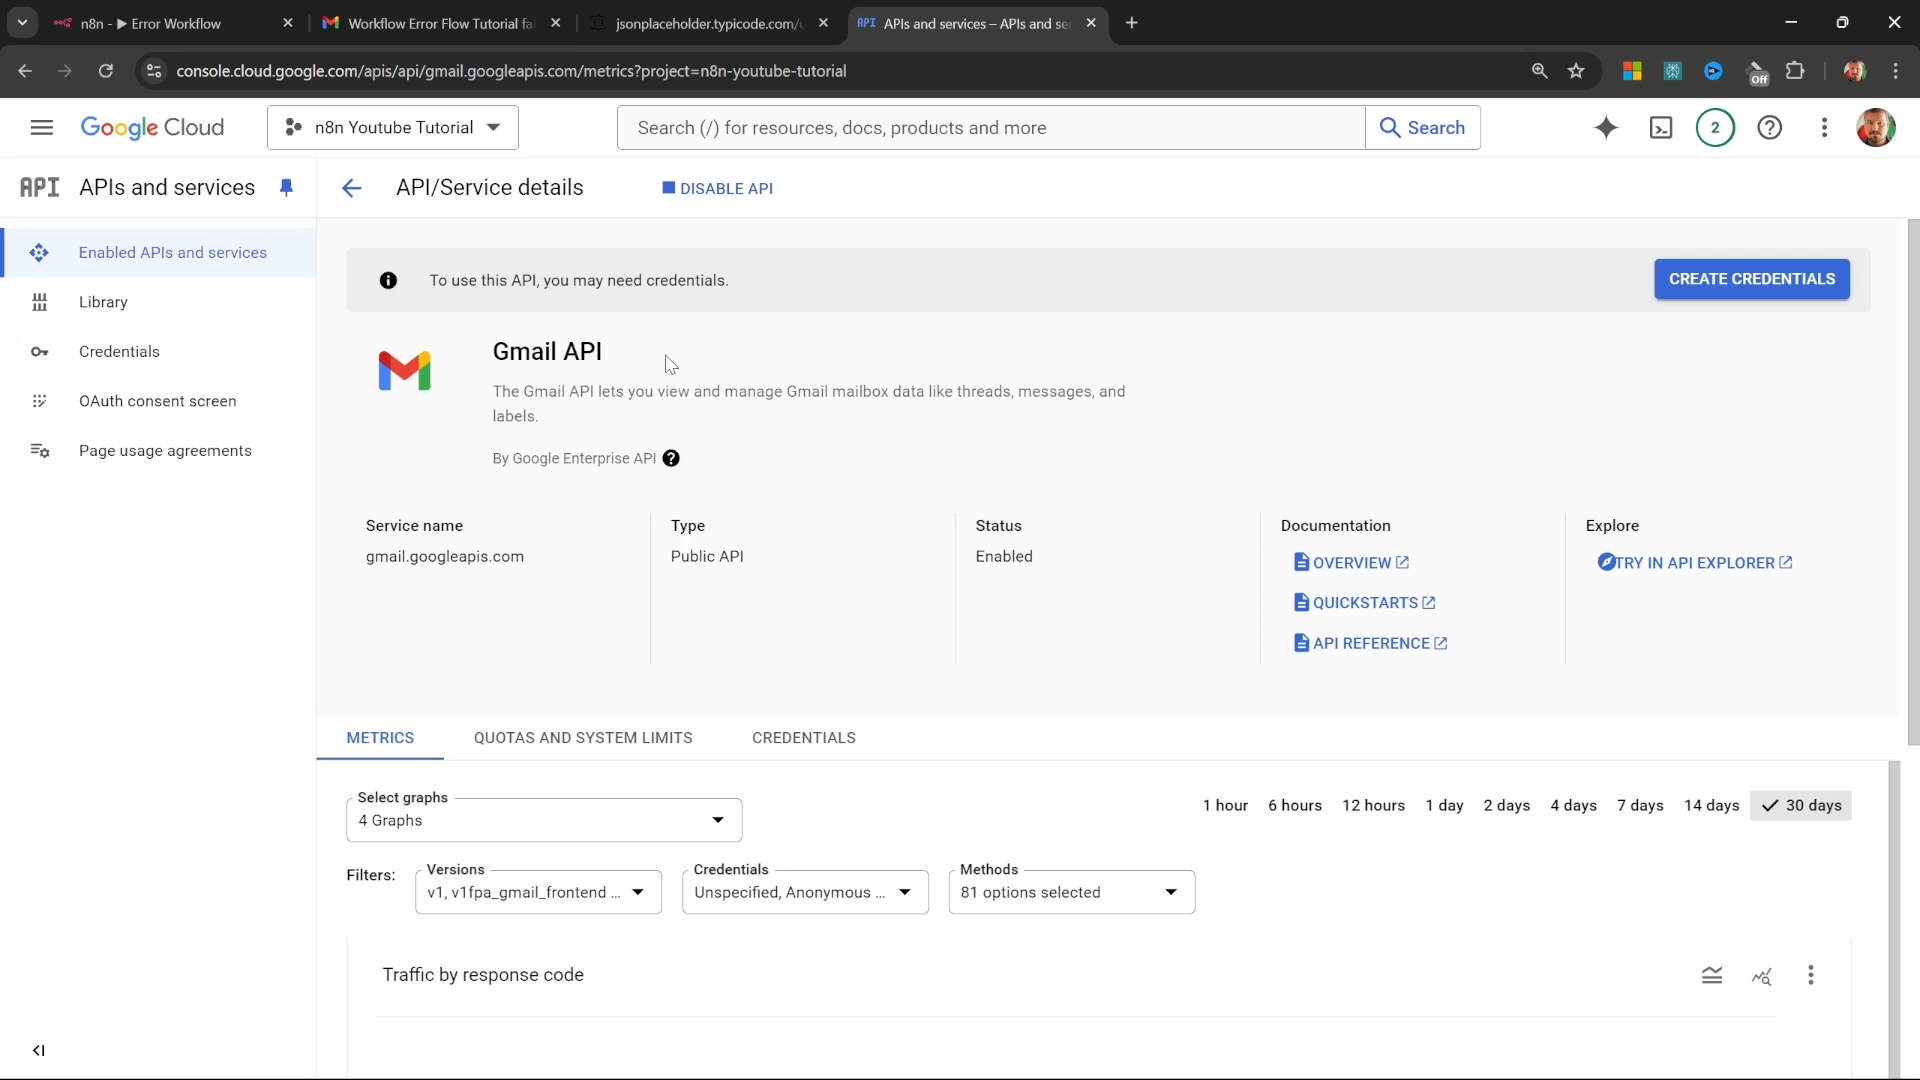 n8n - ▶ Error Workflow
Workflow Error Flow Tutorial fai
jsonplaceholder.typicode.com/u
API APIs and services – APIs and ser
console.cloud.google.com/apis/api/gmail.googleapis.com/metrics?project=n8n-youtube-tutorial
Off
Google Cloud
n8n Youtube Tutorial
Search (/) for resources, docs, products and more
Search
2
API APIs and services
API/Service details
DISABLE API
Enabled APIs and services
Library
Credentials
OAuth consent screen
Page usage agreements
To use this API, you may need credentials.
CREATE CREDENTIALS
Gmail API
The Gmail API lets you view and manage Gmail mailbox data like threads, messages, and
labels.
By Google Enterprise API
Service name
gmail.googleapis.com
Type
Public API
Status
Enabled
Documentation
OVERVIEW
QUICKSTARTS
API REFERENCE
Explore
TRY IN API EXPLORER
METRICS
QUOTAS AND SYSTEM LIMITS
CREDENTIALS
Select graphs
4 Graphs
1 hour
6 hours
12 hours
1 day
2 days
4 days
7 days
14 days
30 days
Filters:
Versions
v1, v1fpa_gmail_frontend ...
Credentials
Unspecified, Anonymous ...
Methods
81 options selected
Traffic by response code